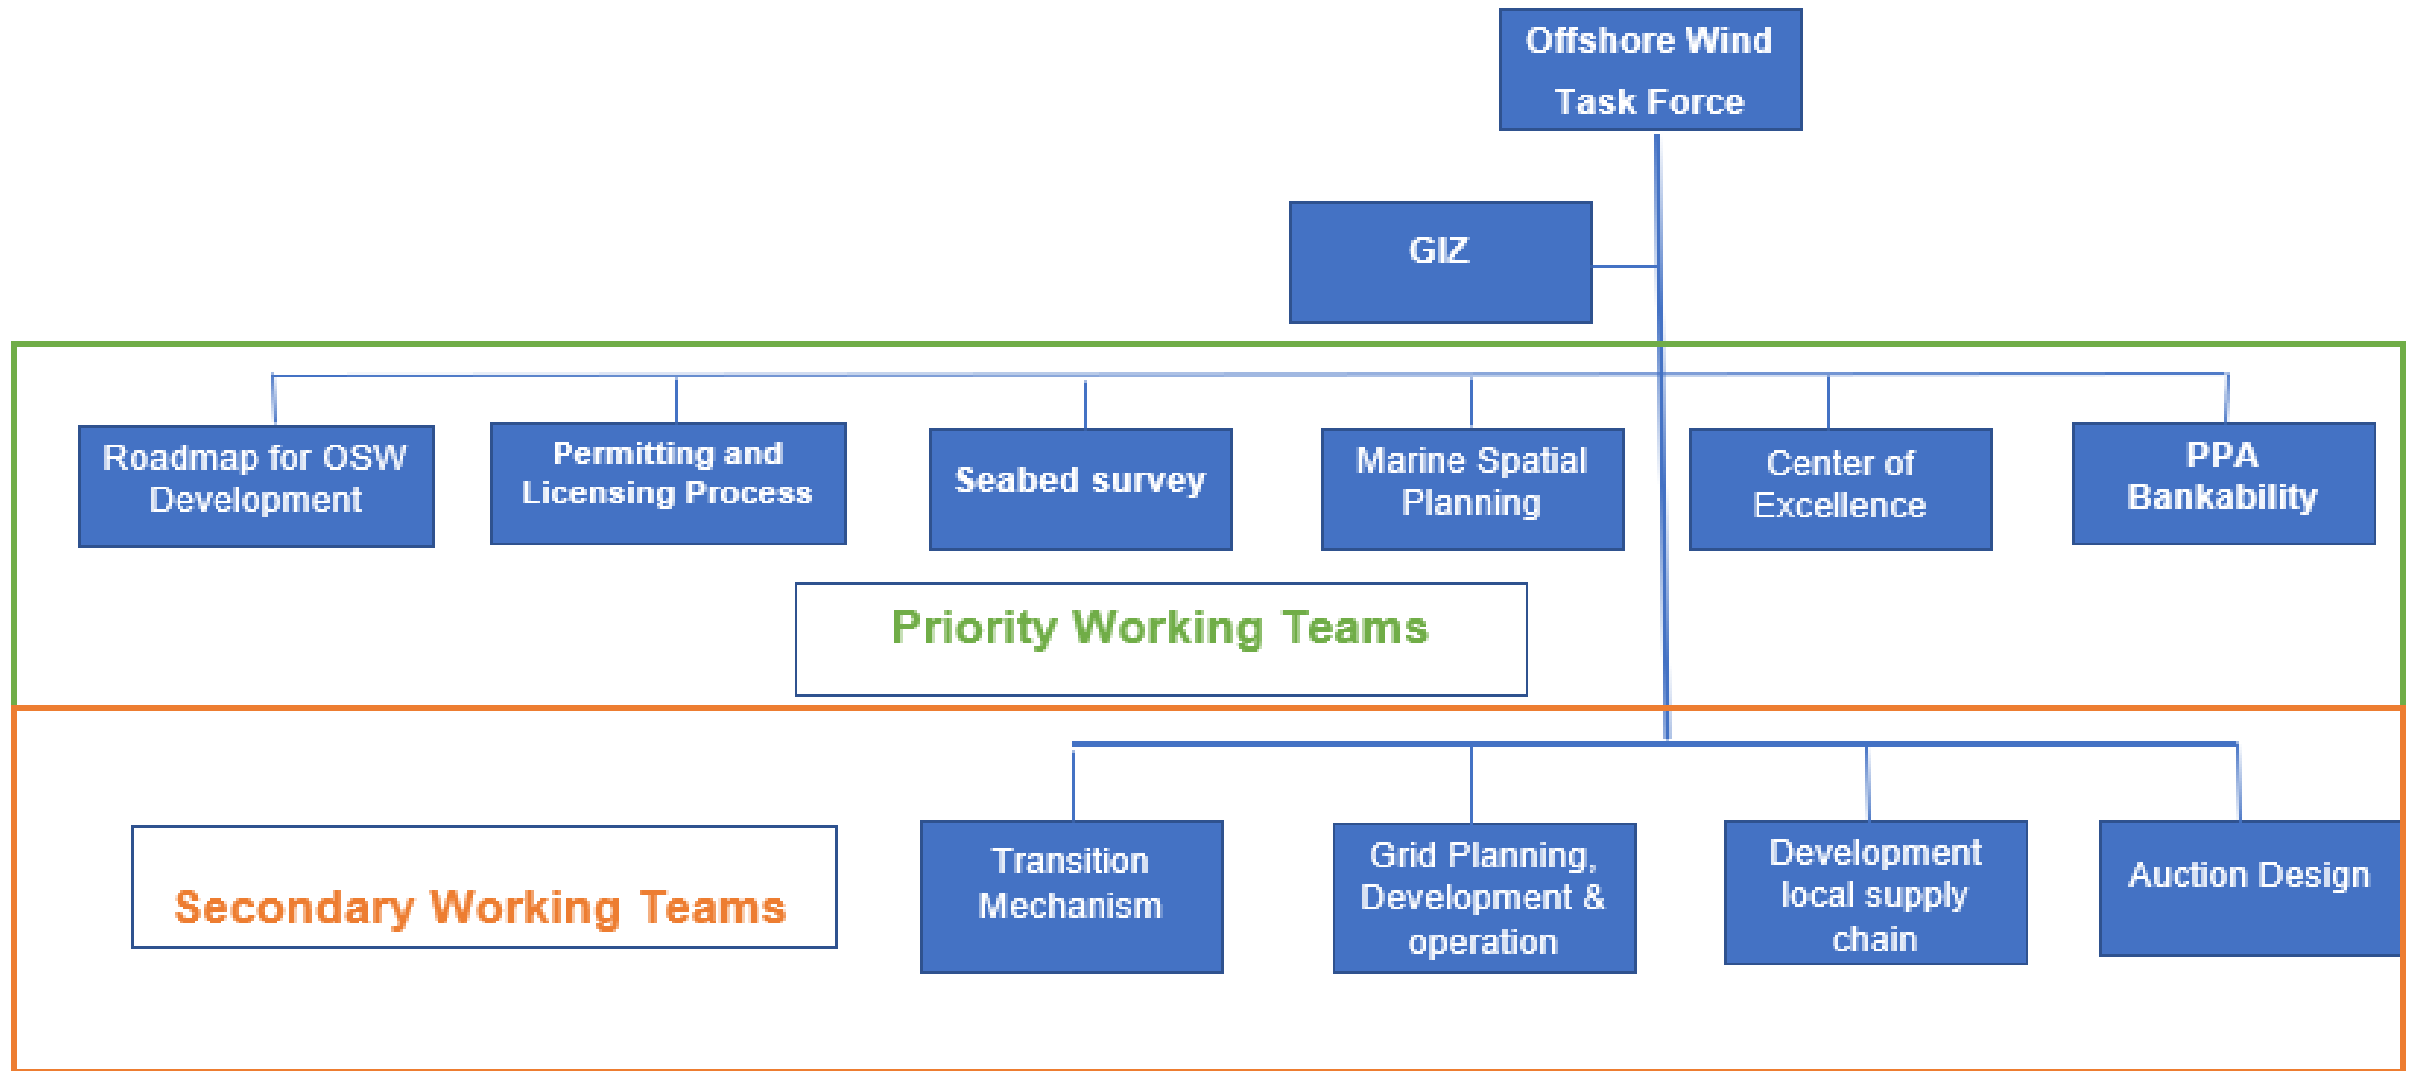 Offshore Wind
Task Force
GIZ
Roadmap for OSW
Development
Permitting and
Licensing Process
Seabed survey
Marine Spatial
Planning
Center of
Excellence
PPA
Bankability
Priority Working Teams
Secondary Working Teams
Transition
Mechanism
Grid Planning,
Development &
operation
Development
local supply
chain
Auction Design